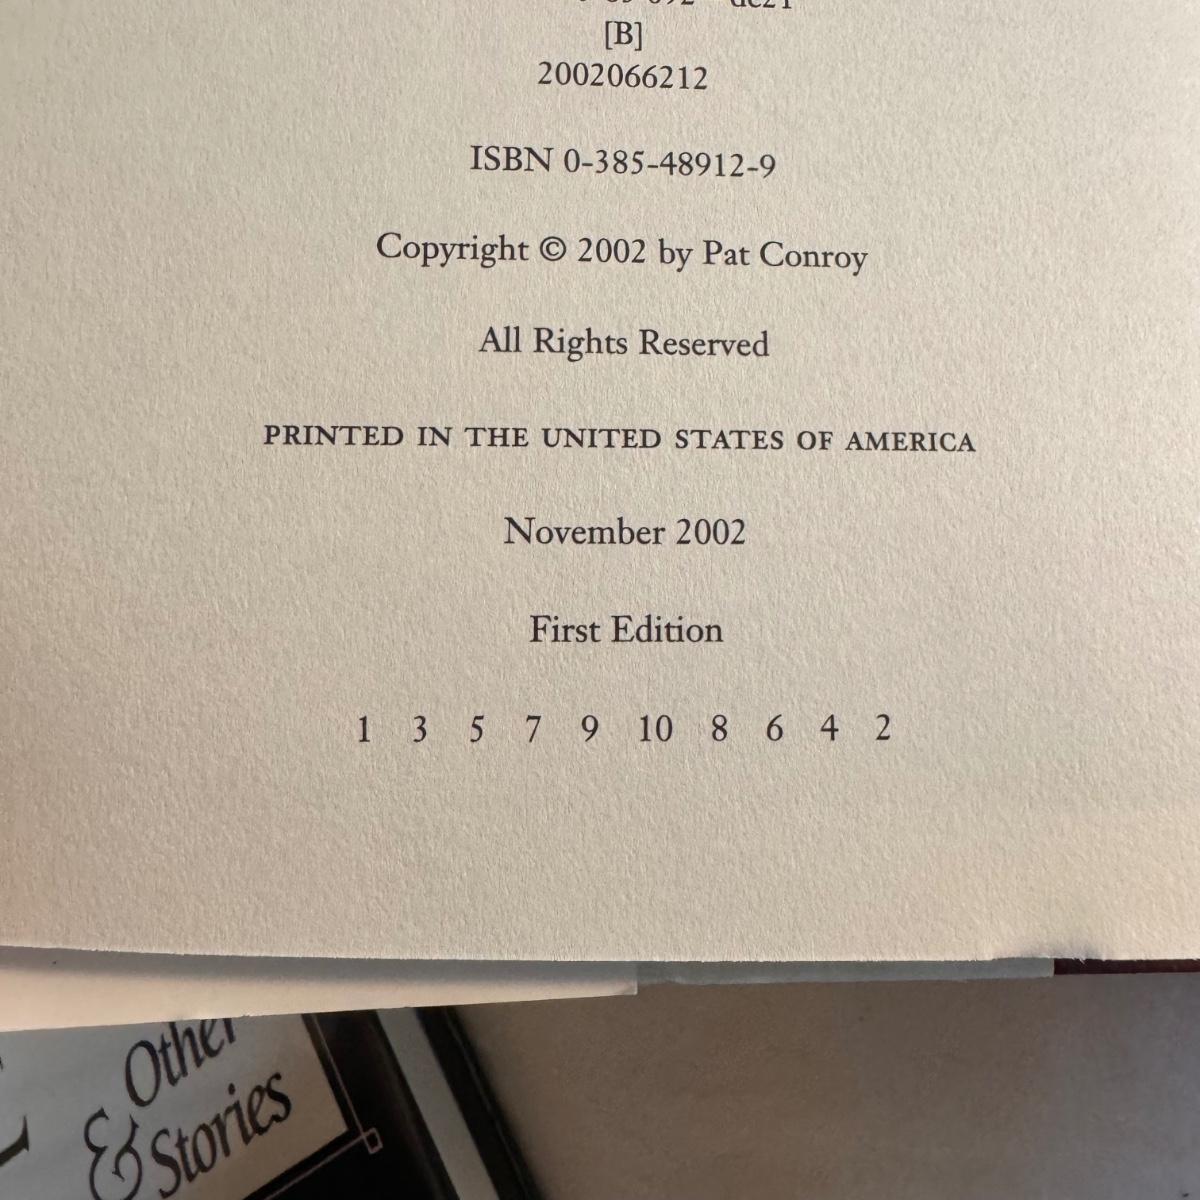 [B]
2002066212
ISBN 0-385-48912-9
Copyright © 2002 by Pat Conroy
All Rights Reserved
PRINTED IN THE UNITED STATES OF AMERICA
November 2002
First Edition
1 3 5 7 9 10 8 6 4 2
Other
& Stories